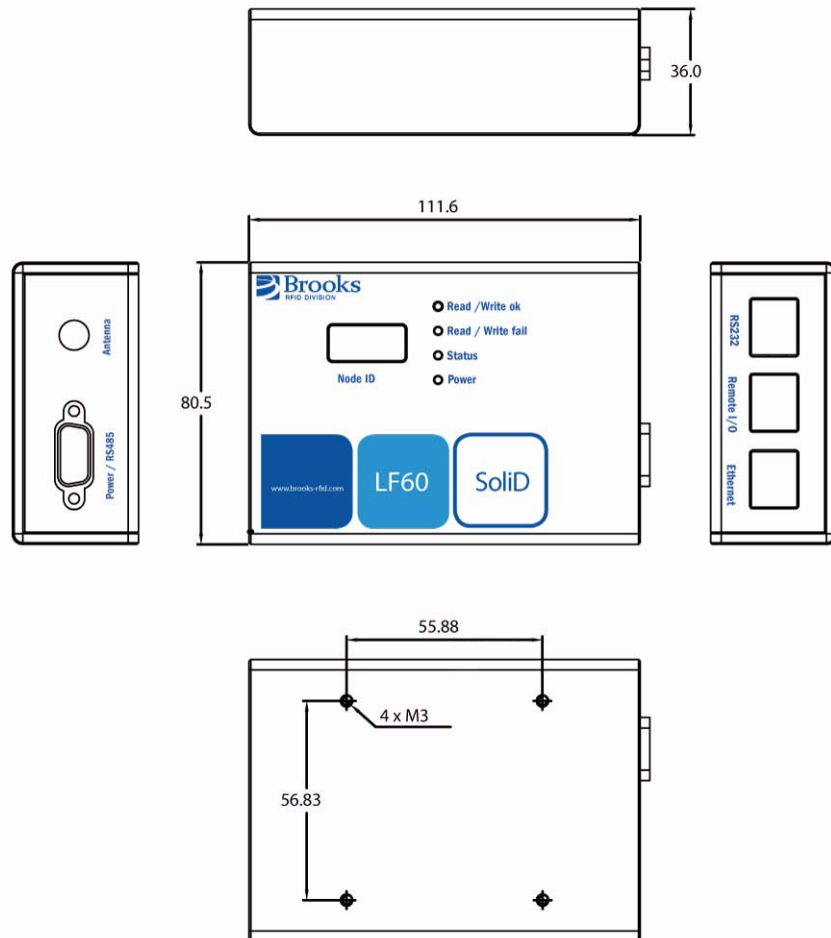 36.0
111.6
Brooks
RFID DIVISION
Read /Write ok
Read / Write fail
Status
Power
Node ID
80.5
Antenna
Power / RS485
RS232
Remote I/O
Ethernet
www.brooks-rfid.com
LF60
SoliD
55.88
4 x M3
56.83